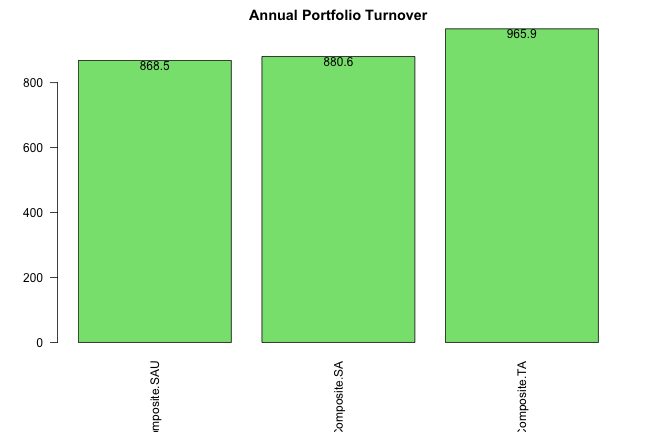 Annual Portfolio Turnover
868.5
880.6
965.9
800
600
400
200
0
omposite.SAU
Composite.SA
Composite.TA